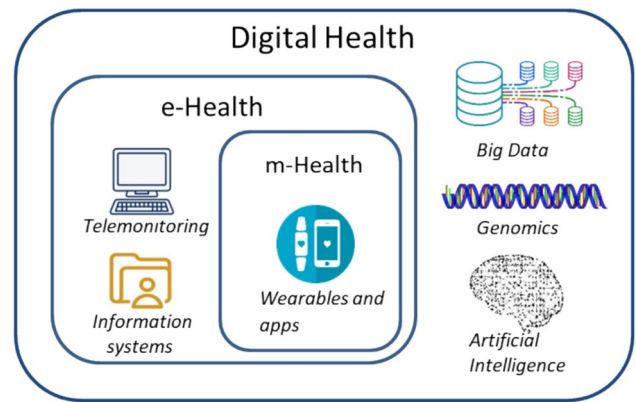 Digital Health
e-Health
m-Health
Telemonitoring
Information
systems
Wearables and
apps
Big Data
Genomics
Artificial
Intelligence